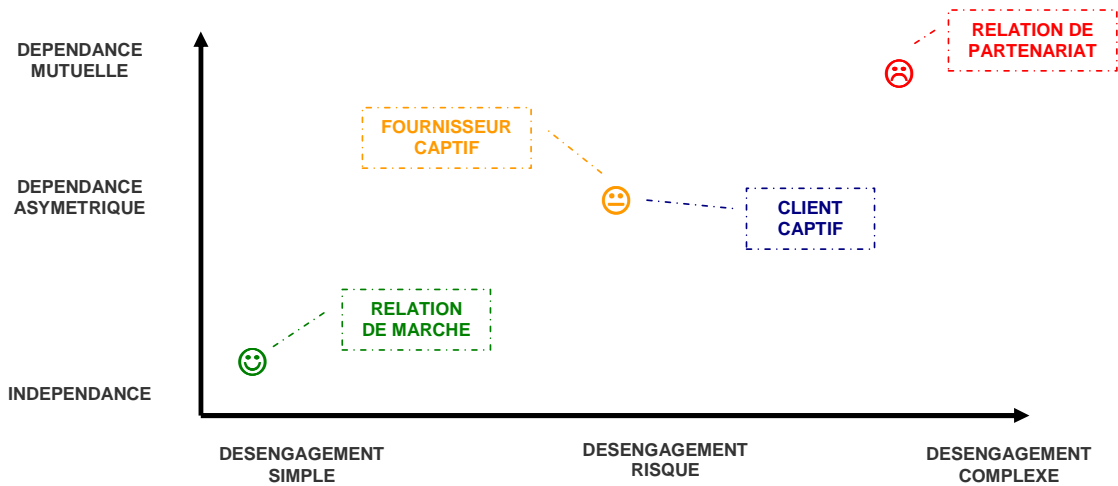 RELATION DE
PARTENARIAT
DEPENDANCE
MUTUELLE
FOURNISSEUR
CAPTIF
DEPENDANCE
ASYMETRIQUE
CLIENT
CAPTIF
RELATION
DE MARCHE
INDEPENDANCE
DESENGAGEMENT
SIMPLE
DESENGAGEMENT
RISQUE
DESENGAGEMENT
COMPLEXE